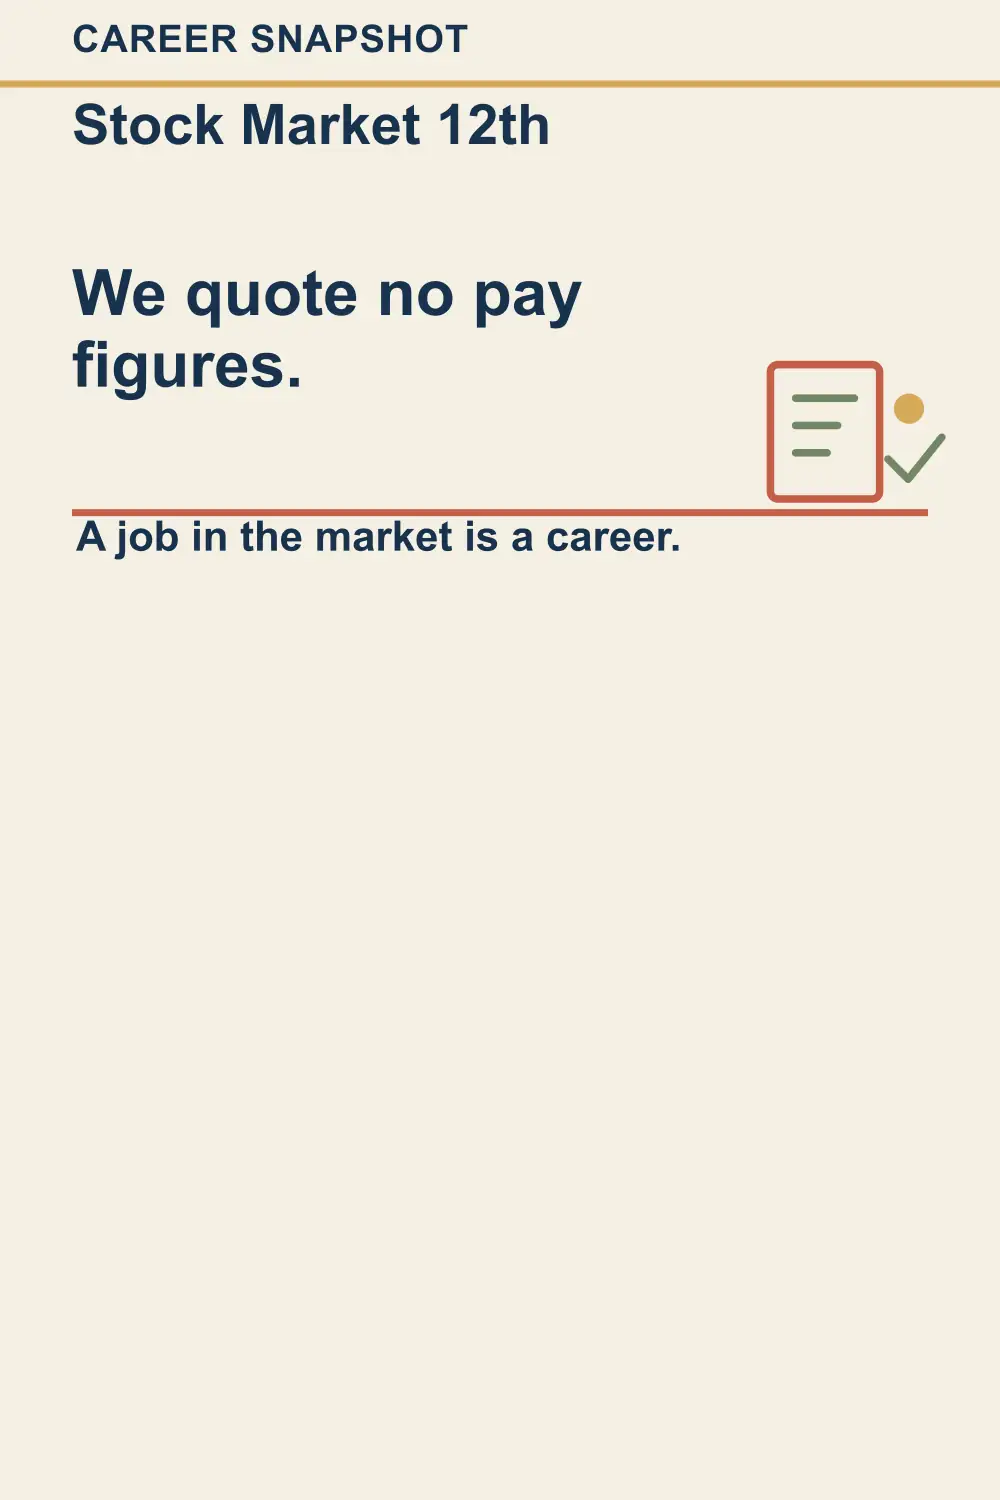 CAREER SNAPSHOT
Stock Market 12th
We quote no pay
figures.
A job in the market is a career.